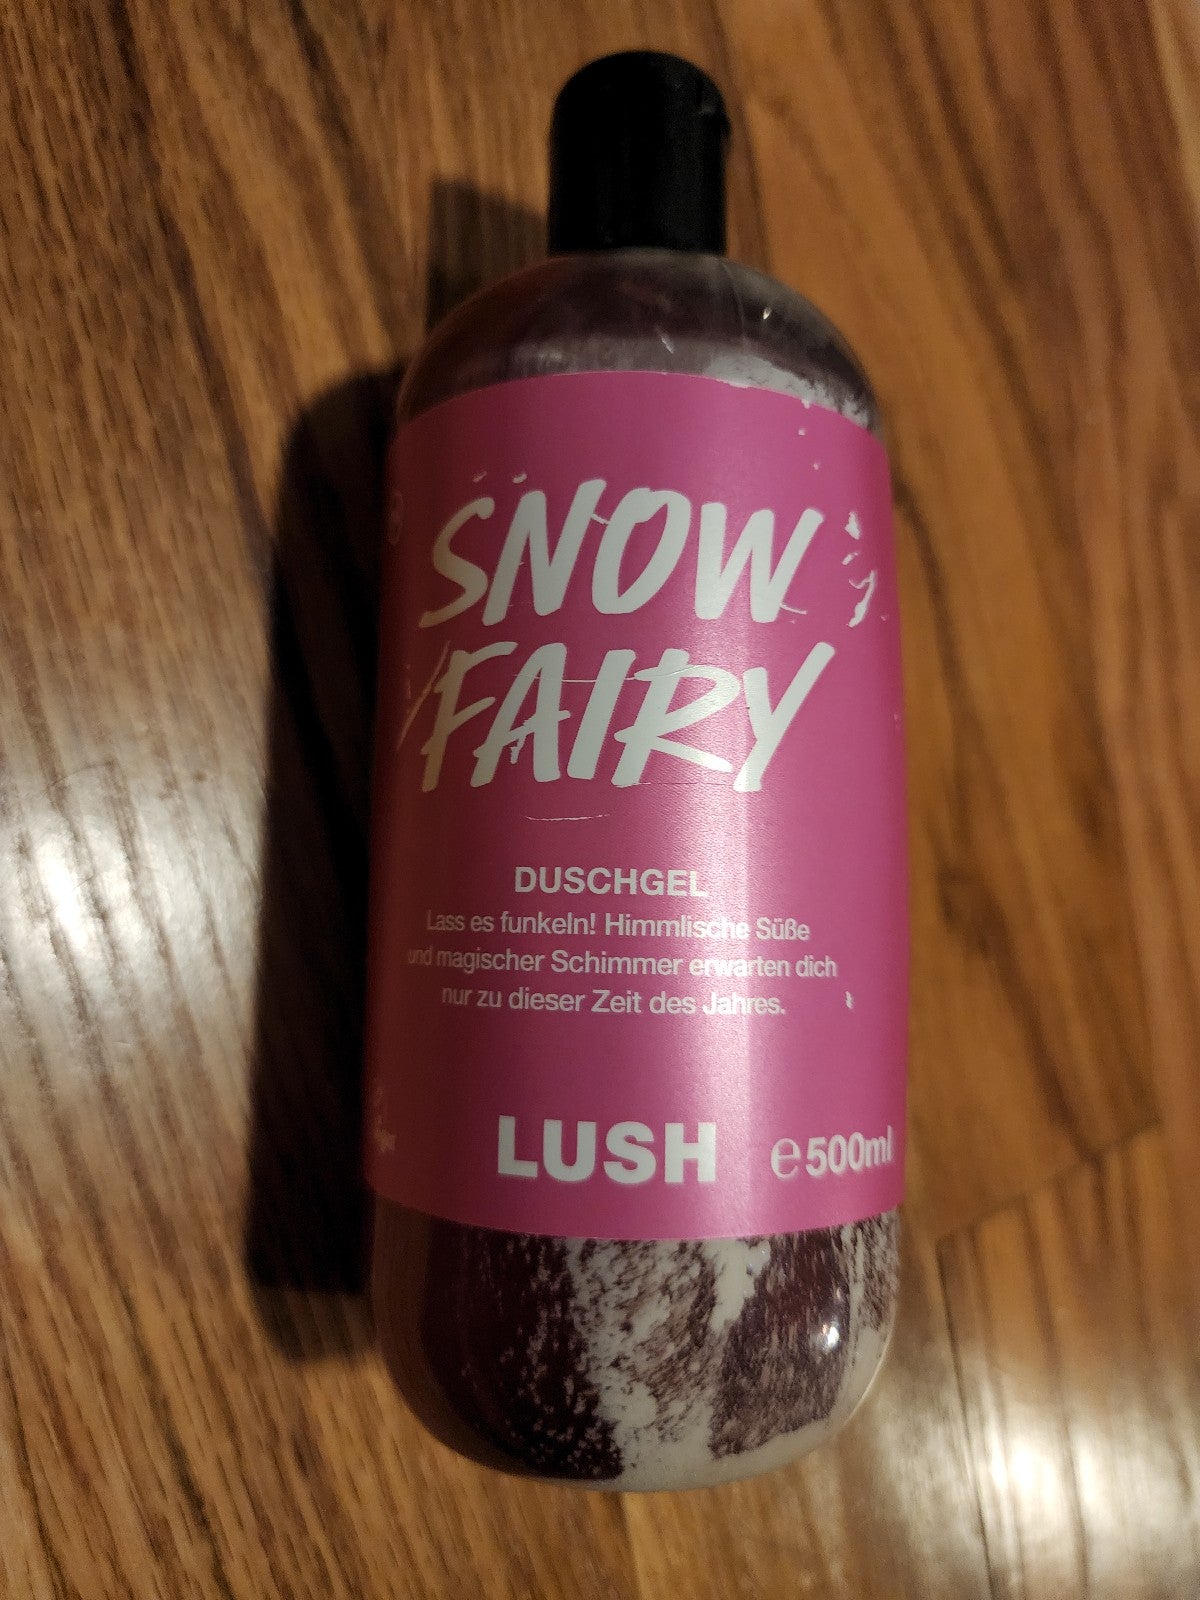 SNOW
FAIRY
DUSCHGEL
Lass es funkeln! Himmlische Süße
und magischer Schimmer erwarten dich
nur zu dieser Zeit des Jahres.
LUSH ℮500ml